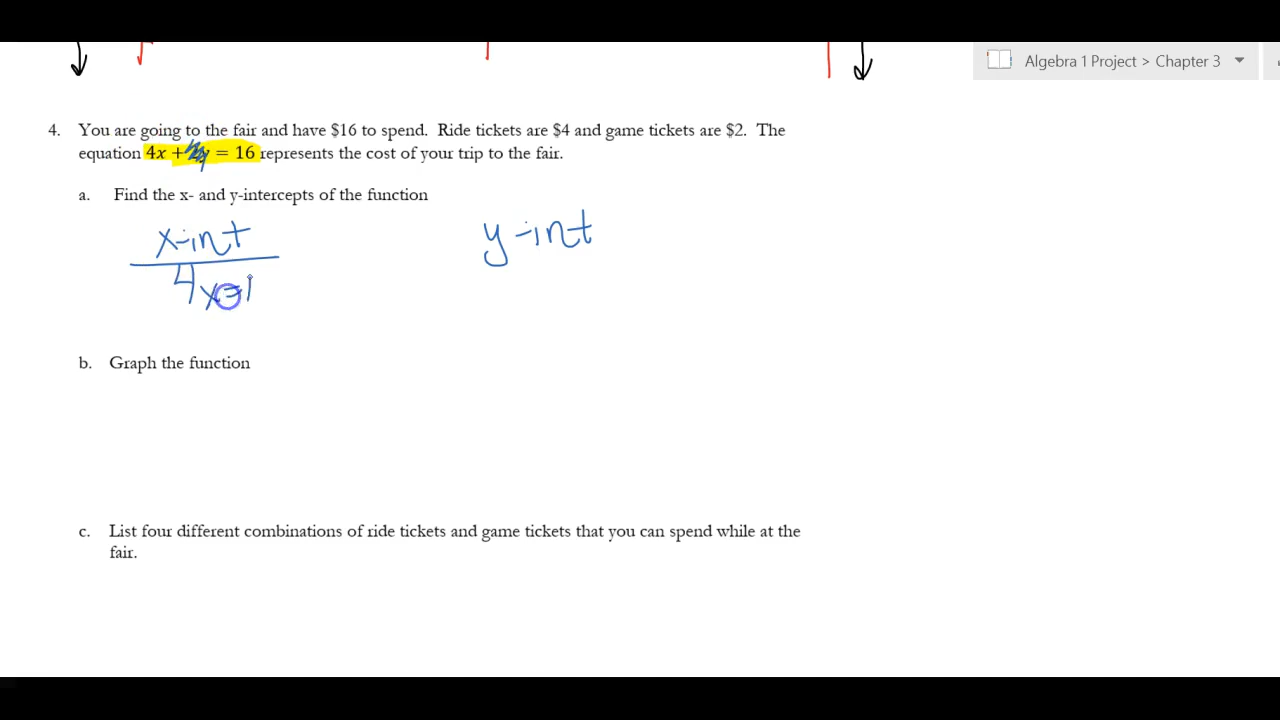 Algebra 1 Project > Chapter 3
4. You are going to the fair and have $16 to spend. Ride tickets are $4 and game tickets are $2. The
equation 4x + 2y = 16 represents the cost of your trip to the fair.
a. Find the x- and y-intercepts of the function
x-int y-int
4x=1
b. Graph the function
c. List four different combinations of ride tickets and game tickets that you can spend while at the
fair.